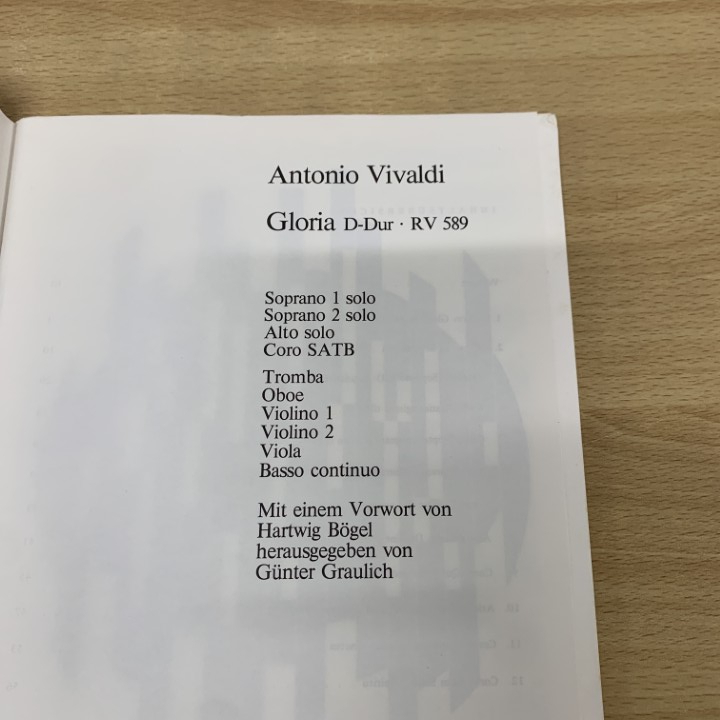 Antonio Vivaldi
Gloria D-Dur · RV 589
Soprano 1 solo
Soprano 2 solo
Alto solo
Coro SATB
Tromba
Oboe
Violino 1
Violino 2
Viola
Basso continuo
Mit einem Vorwort von
Hartwig Bögel
herausgegeben von
Günter Graulich